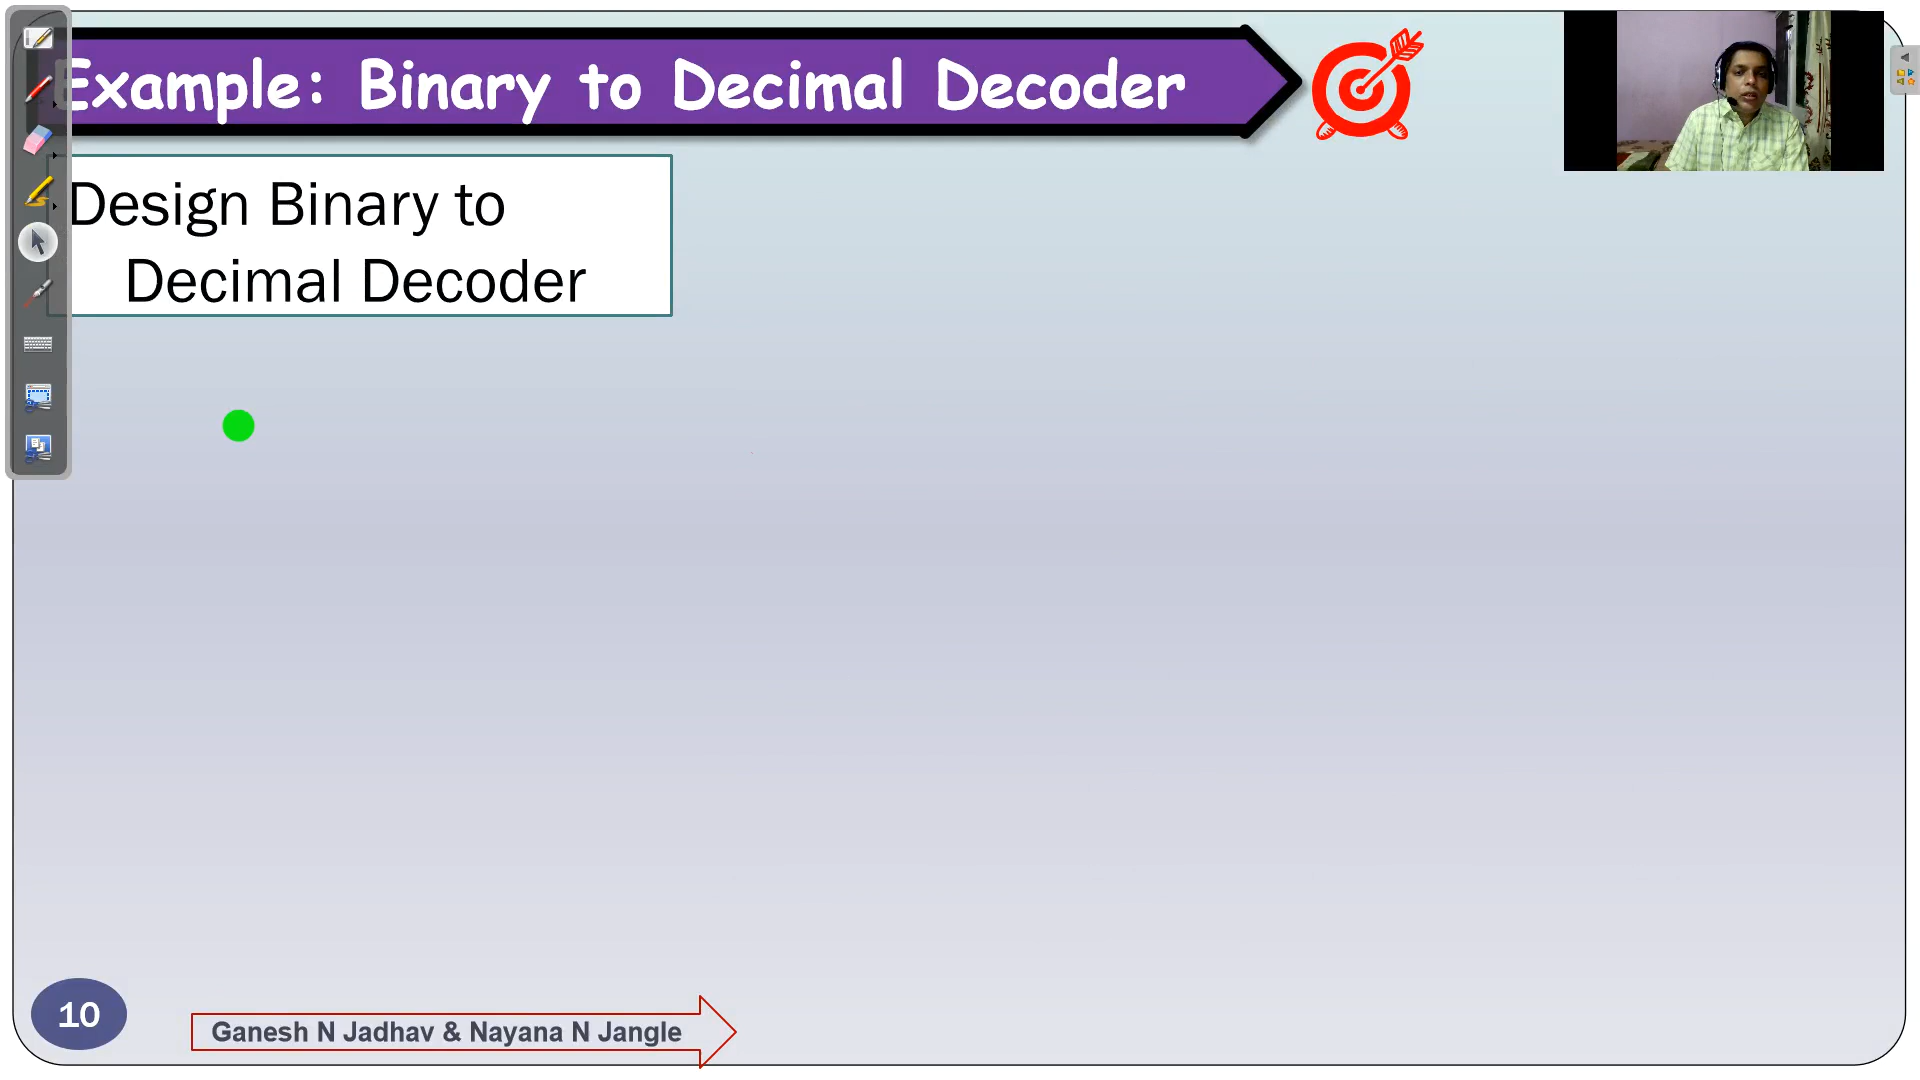 Example: Binary to Decimal Decoder
Design Binary to
Decimal Decoder
10
Ganesh N Jadhav & Nayana N Jangle